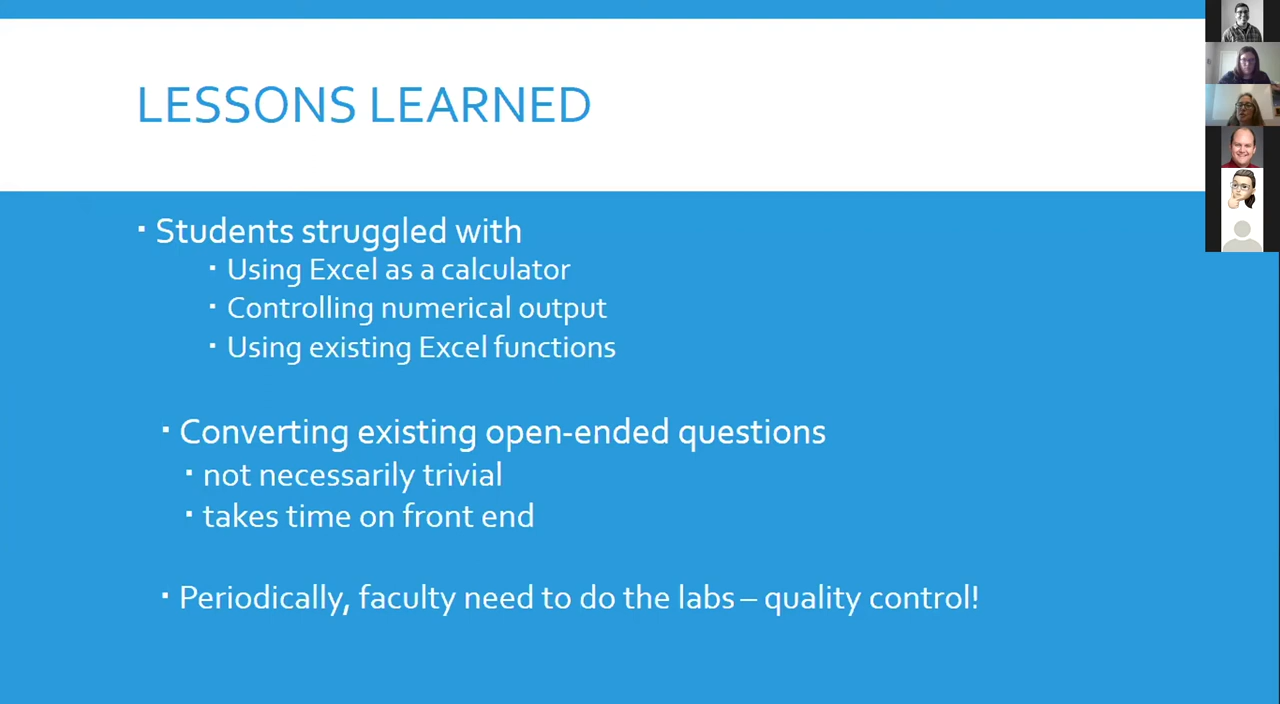 LESSONS LEARNED
▪ Students struggled with
▪ Using Excel as a calculator
▪ Controlling numerical output
▪ Using existing Excel functions
▪ Converting existing open-ended questions
▪ not necessarily trivial
▪ takes time on front end
▪ Periodically, faculty need to do the labs – quality control!